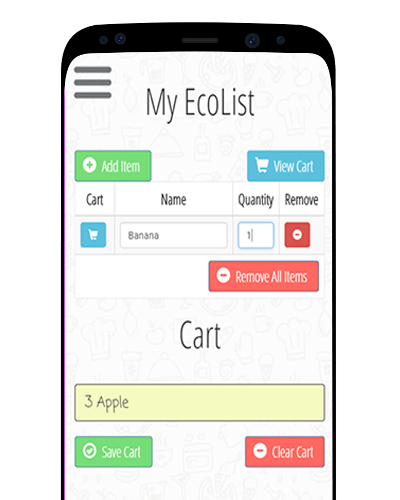 My EcoList
Add Item View Cart
Cart Name Quantity Remove
Banana 1
Remove All Items
Cart
3 Apple
Save Cart Clear Cart